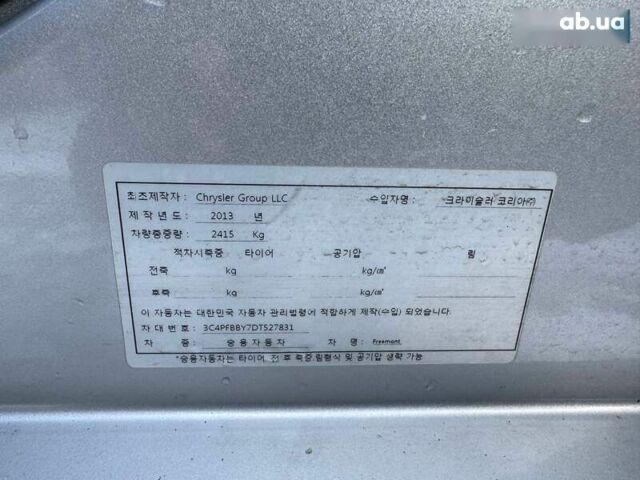 ab.ua
최초제작자 : Chrysler Group LLC 수입자명 : 크라이슬러 코리아㈜
제 작 년 도 : 2013 년
차량총중량 : 2415 Kg
적차시축중 타이어 공기압 림
전축 kg kg/㎠
후축 kg kg/㎠
이 자동차는 대한민국 자동차 관리법령에 적합하게 제작(수입) 되었습니다.
차 대 번 호 : 3C4PFBBY7DT527831
차 종 : 승 용 자 동 차 차 명 : Freemont
*승용자동차는 타이어, 전 후 축중,림형식 및 공기압 생략 가능